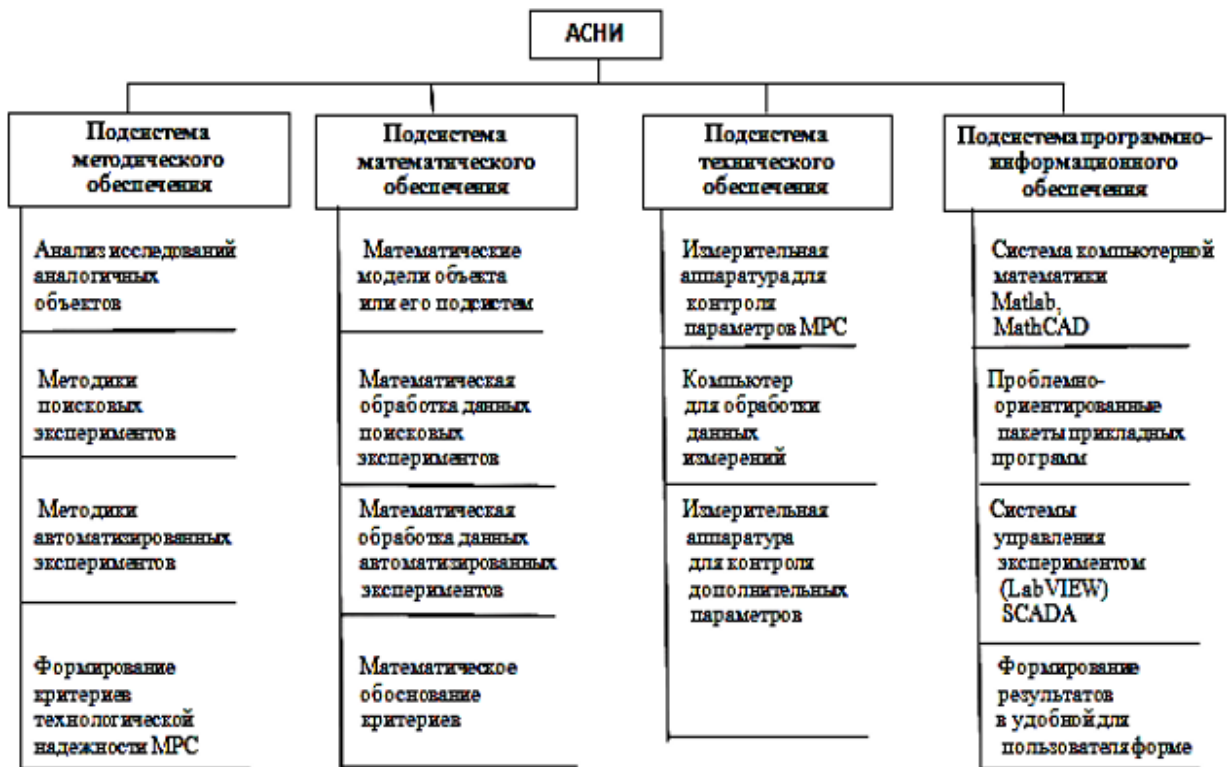 АСНИ
Подсистема
методического
обеспечения
Анализ исследований
аналогичных
объектов
Методики
поисковых
экспериментов
Методики
автоматизированных
экспериментов
Формирование
критериев
технологической
надежности МРС
Подсистема
математического
обеспечения
Математические
модели объекта
или его подсистем
Математическая
обработка данных
поисковых
экспериментов
Математическая
обработка данных
автоматизированных
экспериментов
Математическое
обоснование
критериев
Подсистема
технического
обеспечения
Измерительная
аппаратура для
контроля
параметров МРС
Компьютер
для обработки
данных
измерений
Измерительная
аппаратура
для контроля
дополнительных
параметров
Подсистема программно-
информационного
обеспечения
Система компьютерной
математики
Matlab,
MathCAD
Проблемно-
ориентированные
пакеты прикладных
программ
Системы
управления
экспериментом
(LabVIEW)
SCADA
Формирование
результатов
в удобной для
пользователя форме